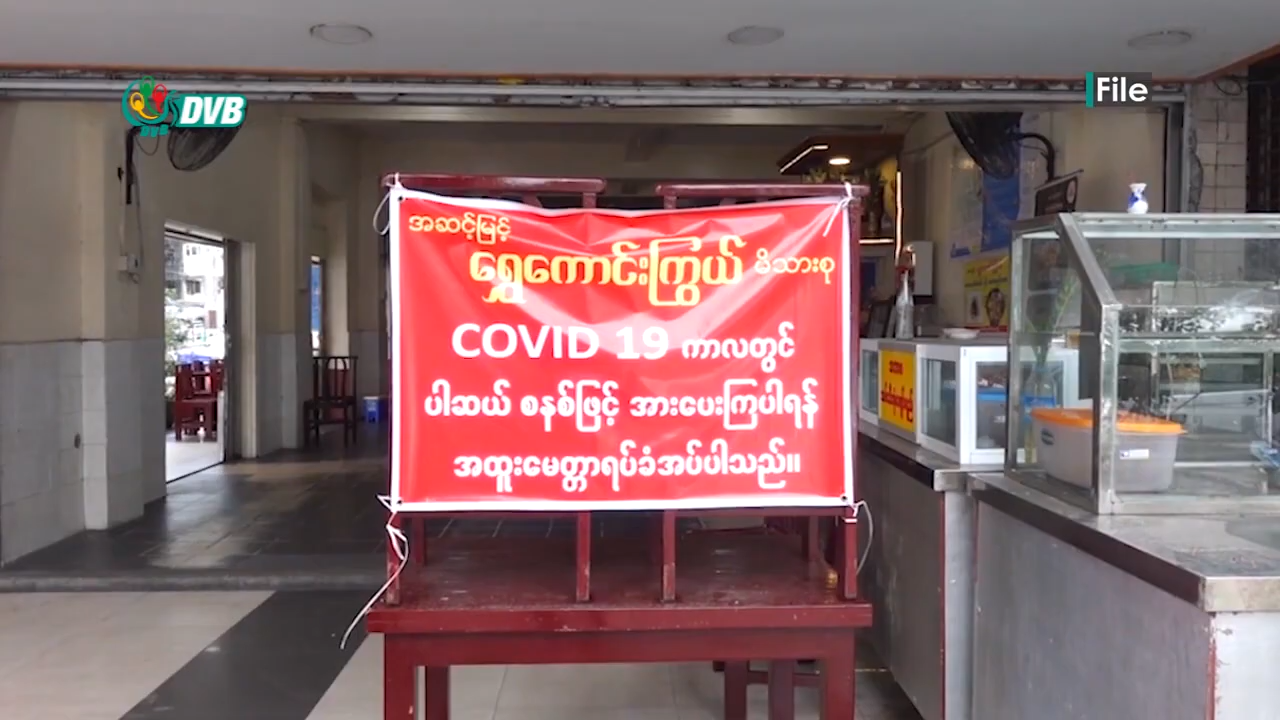 DVB
DVB
File
အဆင့်မြင့်
ရွှေကောင်းကြွယ် မိသားစု
COVID 19 ကာလတွင်
ပါဆယ် စနစ်ဖြင့် အားပေးကြပါရန်
အထူးမေတ္တာရပ်ခံအပ်ပါသည်။